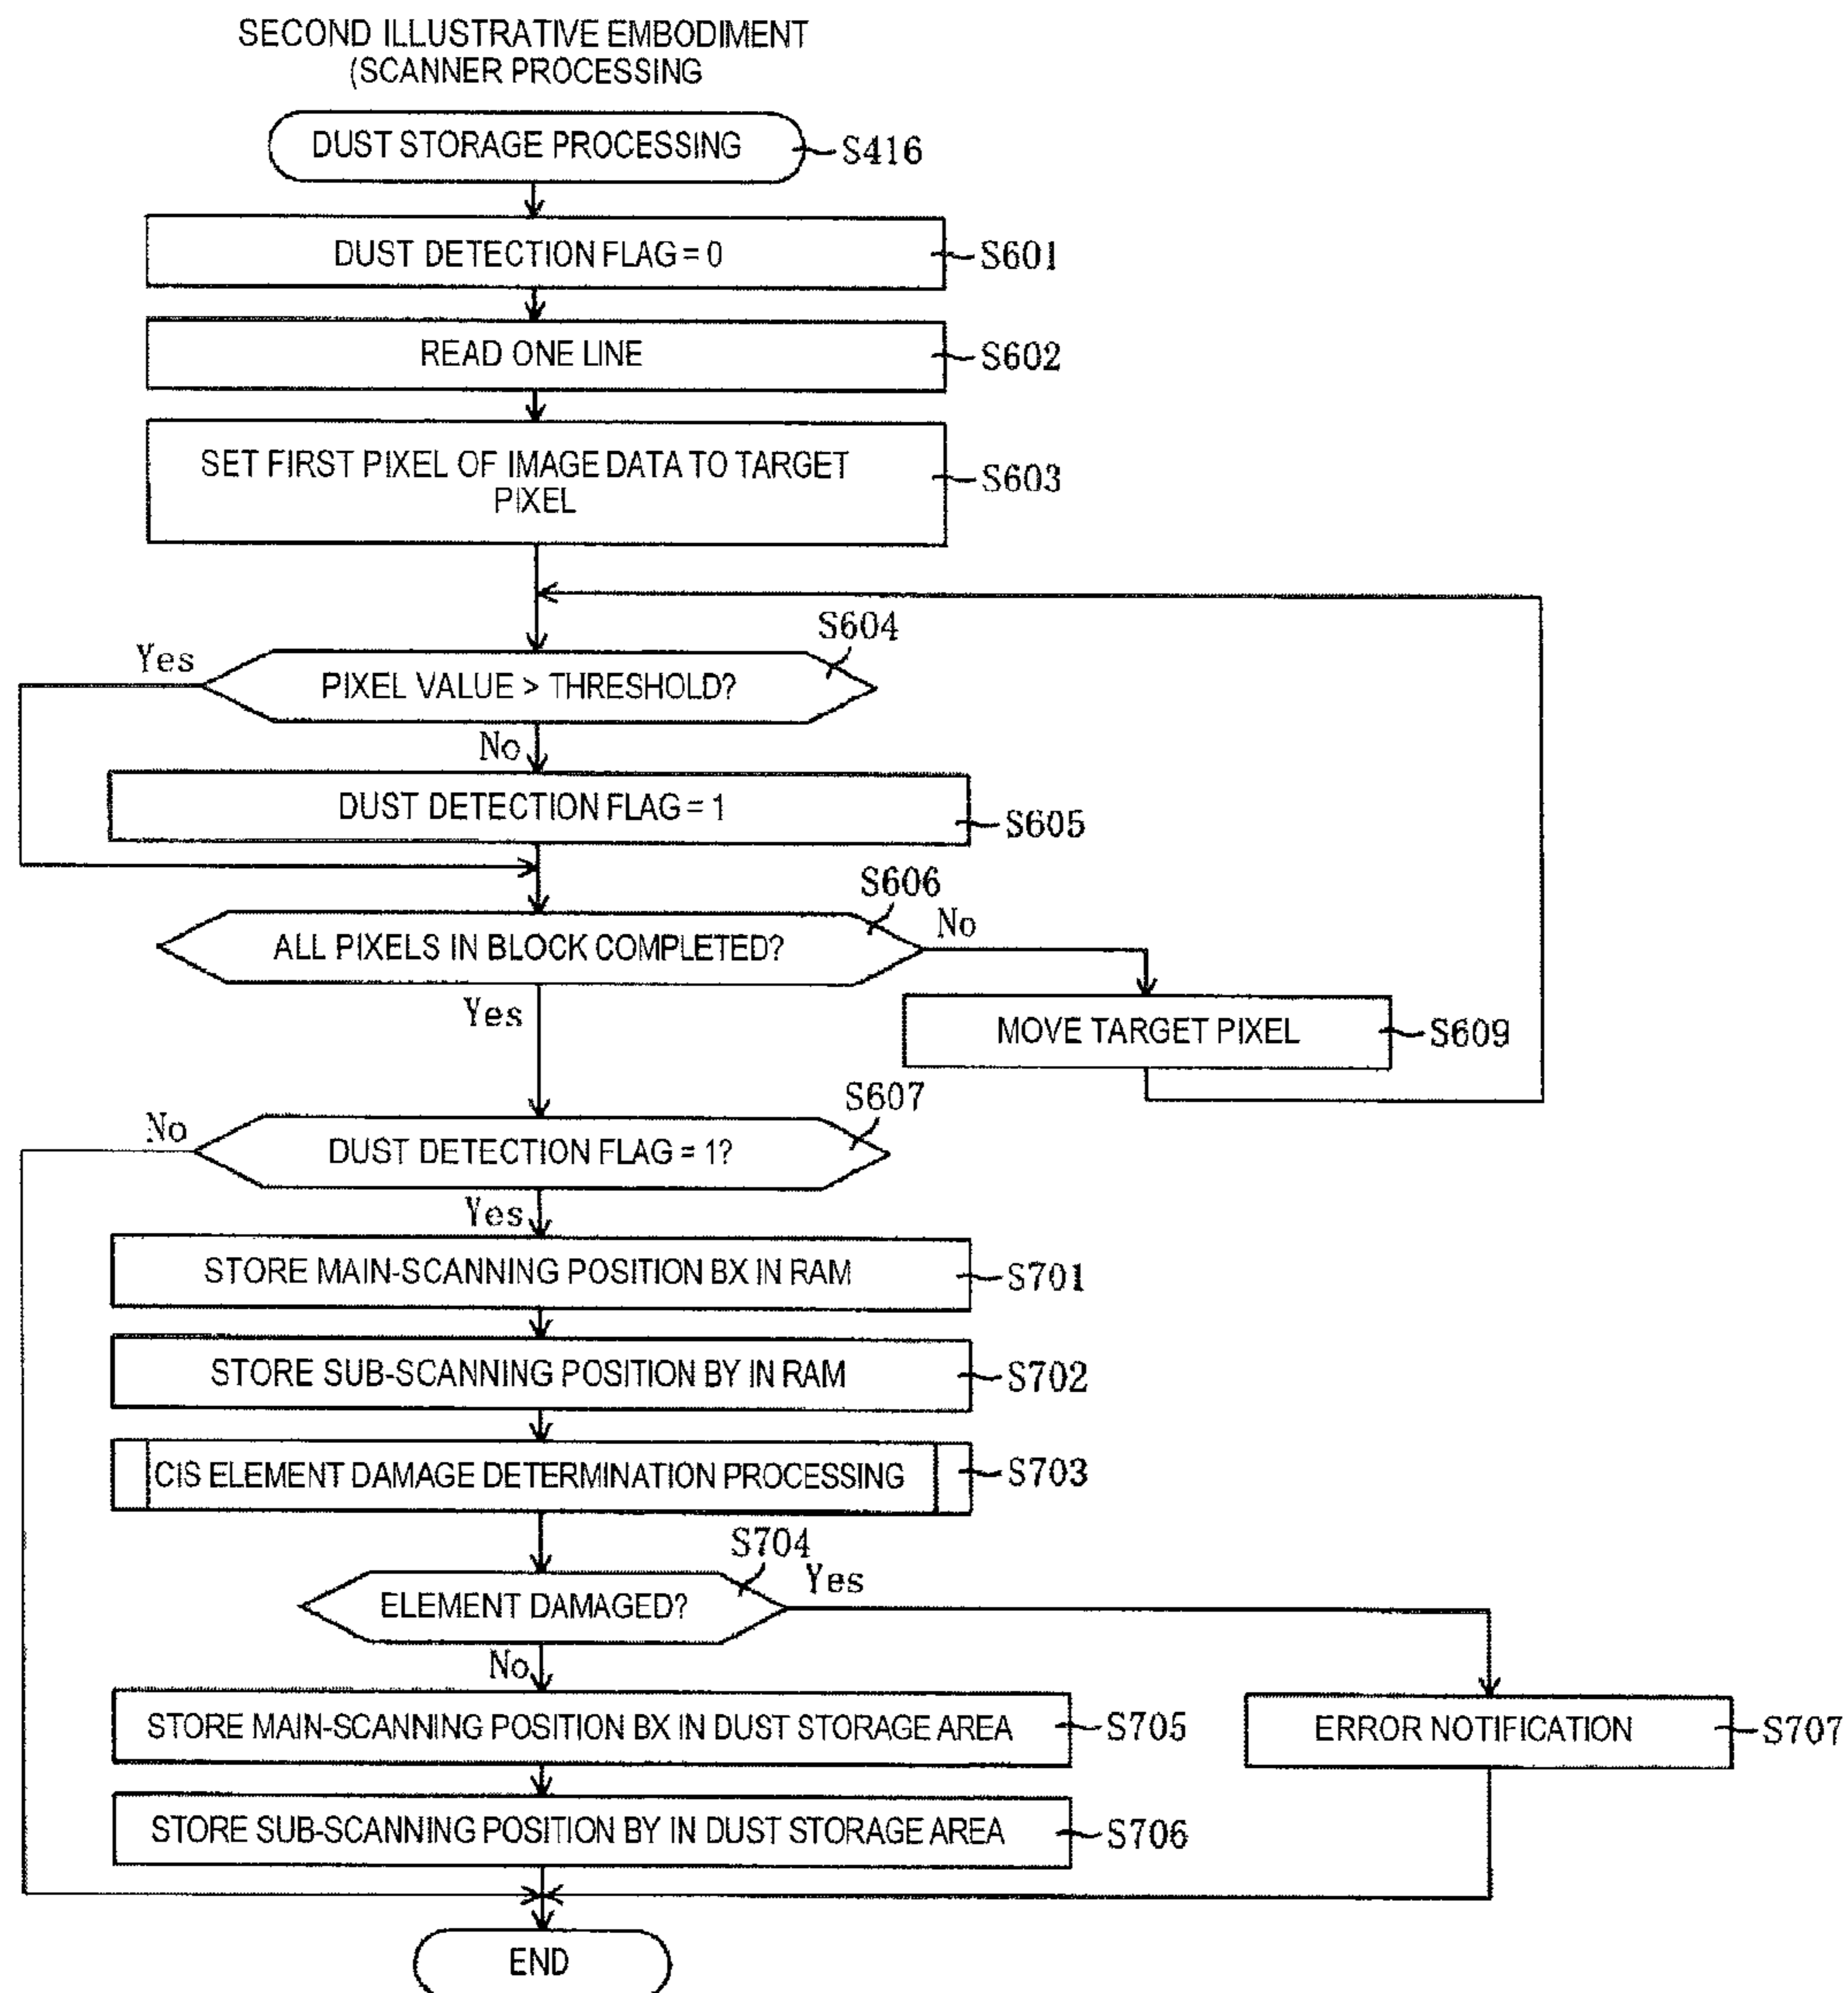 SECOND ILLUSTRATIVE EMBODIMENT
(SCANNER PROCESSING
DUST STORAGE PROCESSING
S416
DUST DETECTION FLAG = 0
S601
READ ONE LINE
S602
SET FIRST PIXEL OF IMAGE DATA TO TARGET
PIXEL
S603
S604
Yes
PIXEL VALUE > THRESHOLD?
No
DUST DETECTION FLAG = 1
S605
S606
No
ALL PIXELS IN BLOCK COMPLETED?
Yes
MOVE TARGET PIXEL
S609
S607
No
DUST DETECTION FLAG = 1?
Yes
STORE MAIN-SCANNING POSITION BX IN RAM
S701
STORE SUB-SCANNING POSITION BY IN RAM
S702
CIS ELEMENT DAMAGE DETERMINATION PROCESSING
S703
S704
Yes
ELEMENT DAMAGED?
No
STORE MAIN-SCANNING POSITION BX IN DUST STORAGE AREA
S705
ERROR NOTIFICATION
S707
STORE SUB-SCANNING POSITION BY IN DUST STORAGE AREA
S706
END